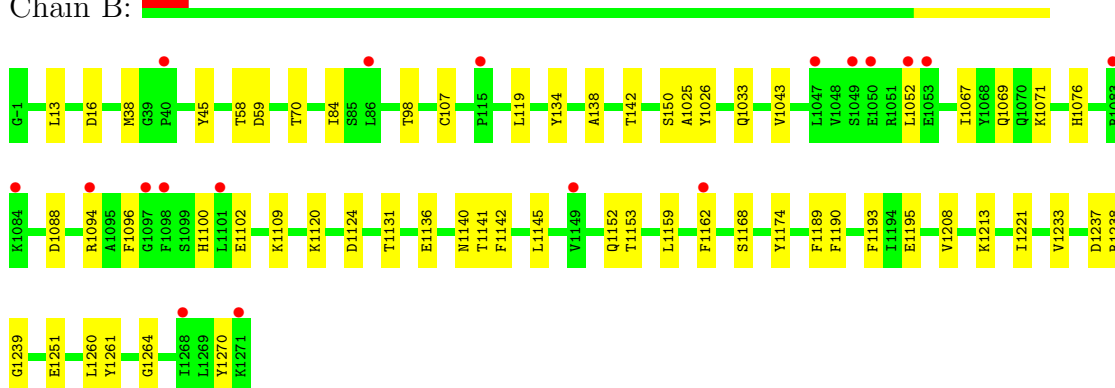 Chain B:
G-1 L13 D16 M38 G39 P40 Y45 T58 D59 T70 I84 S85 L86 T98 C107 P115 L119 Y134 A138 T142 S150 A1025 Y1026 Q1033 V1043 L1047 V1048 S1049 E1050 R1051 L1052 E1053 I1067 Y1068 Q1069 Q1070 K1071 H1076
K1084 D1088 R1094 A1095 F1096 G1097 F1098 S1099 H1100 L1101 E1102 K1109 K1120 D1124 T1131 E1136 N1140 T1141 F1142 L1145 V1149 Q1152 T1153 L1159 F1162 S1168 Y1174 F1189 F1190 F1193 I1194 E1195 V1208 K1213 I1221 V1233 D1237
G1239 E1251 L1260 Y1261 G1264 I1268 L1269 Y1270 K1271